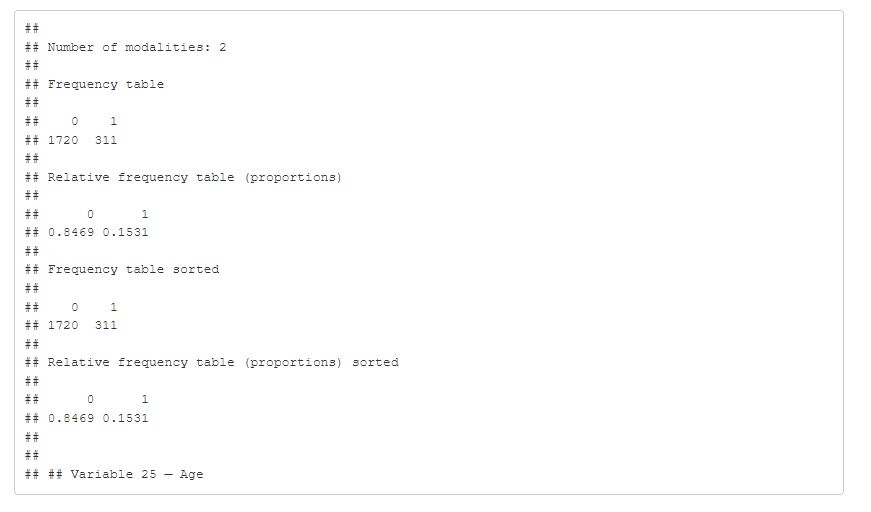 ##
## Number of modalities: 2
##
## Frequency table
##
##    0    1
## 1720  311
##
## Relative frequency table (proportions)
##
##      0      1
## 0.8469 0.1531
##
## Frequency table sorted
##
##    0    1
## 1720  311
##
## Relative frequency table (proportions) sorted
##
##      0      1
## 0.8469 0.1531
##
##
## ## Variable 25 — Age